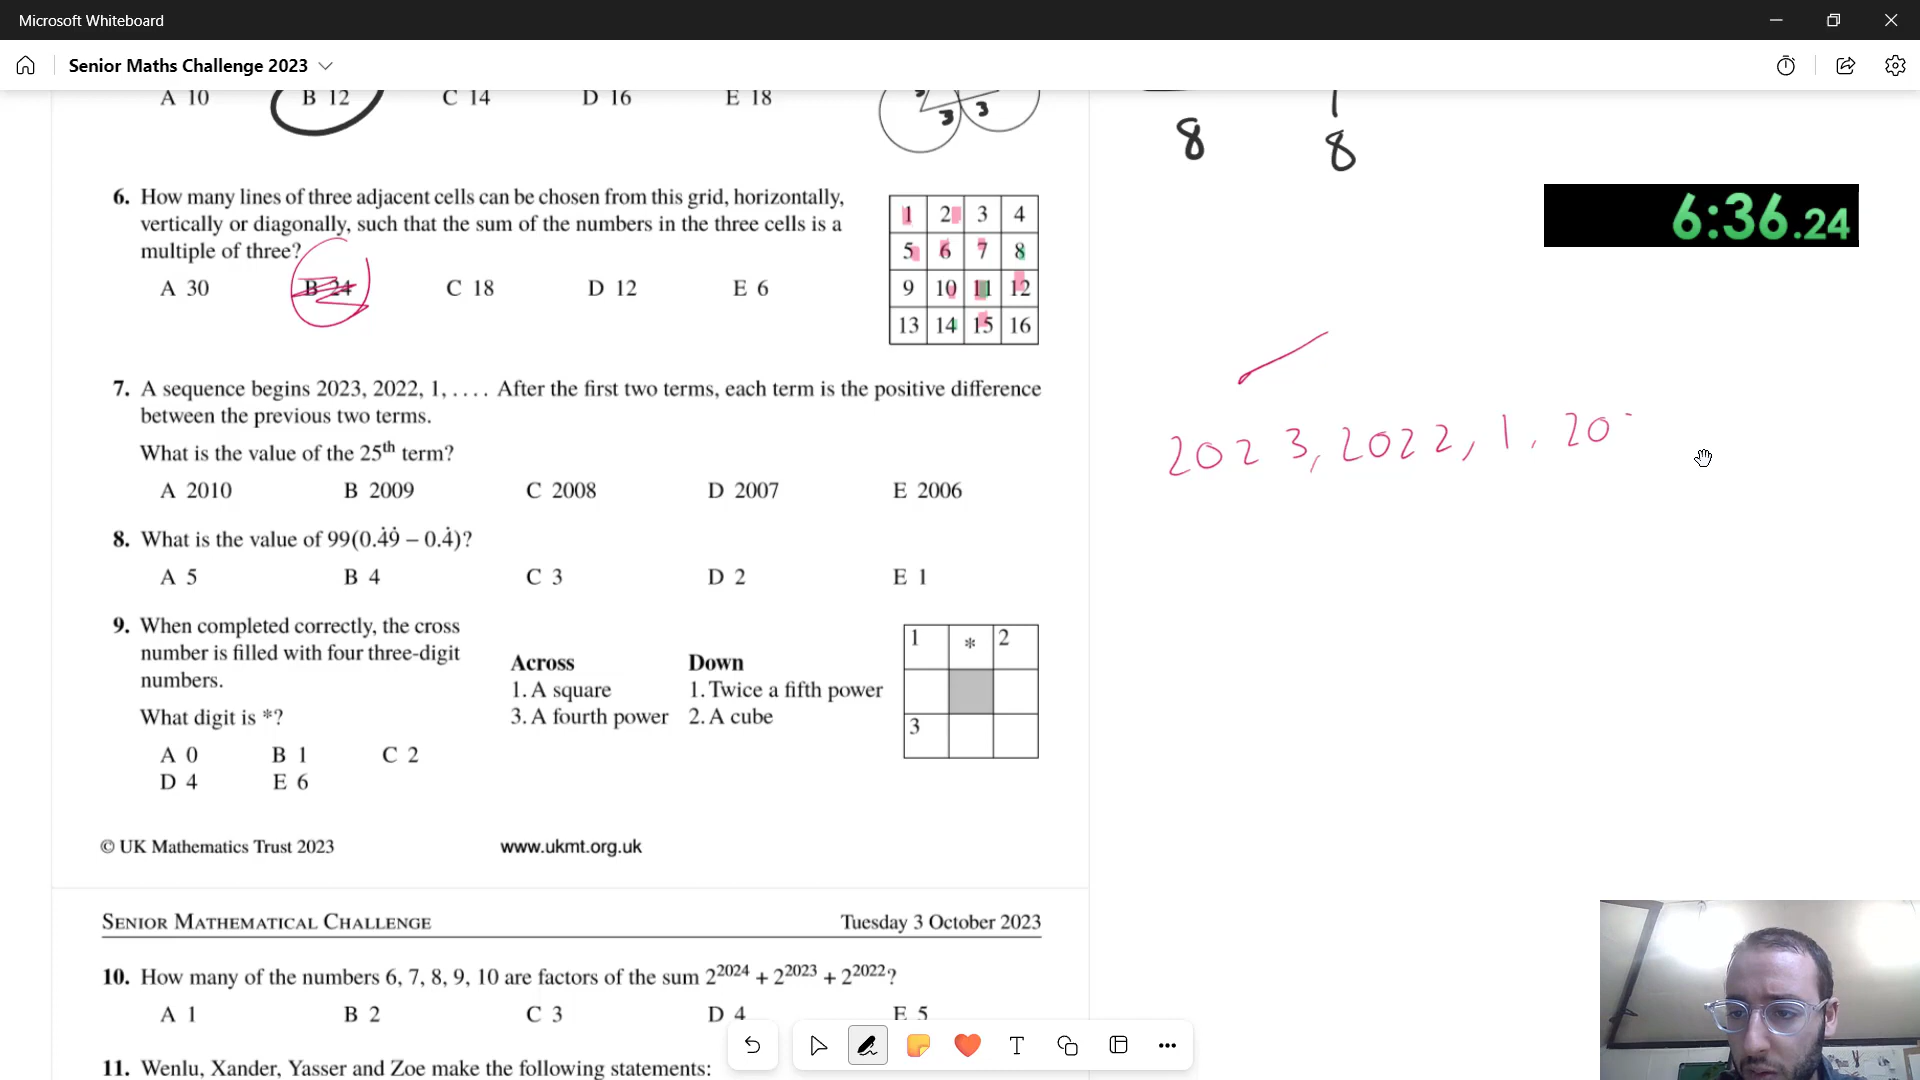 Microsoft Whiteboard
Senior Maths Challenge 2023
A 10 B 12 C 14 D 16 E 18
3 3
8 8
6:36.24
6. How many lines of three adjacent cells can be chosen from this grid, horizontally,
vertically or diagonally, such that the sum of the numbers in the three cells is a
multiple of three?
A 30 B 24 C 18 D 12 E 6
1 2 3 4
5 6 7 8
9 10 11 12
13 14 15 16
7. A sequence begins 2023, 2022, 1, . . . . After the first two terms, each term is the positive difference
between the previous two terms.
What is the value of the 25th term?
A 2010 B 2009 C 2008 D 2007 E 2006
2023, 2022, 1, 20
8. What is the value of 99(0.4̇9̇ – 0.4̇)?
A 5 B 4 C 3 D 2 E 1
9. When completed correctly, the cross
number is filled with four three-digit
numbers.
What digit is *?
A 0 B 1 C 2
D 4 E 6
Across Down
1. A square 1. Twice a fifth power
3. A fourth power 2. A cube
1 * 2
3
© UK Mathematics Trust 2023 www.ukmt.org.uk
SENIOR MATHEMATICAL CHALLENGE Tuesday 3 October 2023
10. How many of the numbers 6, 7, 8, 9, 10 are factors of the sum 2²⁰²⁴ + 2²⁰²³ + 2²⁰²²?
A 1 B 2 C 3 D 4 E 5
11. Wenlu, Xander, Yasser and Zoe make the following statements: